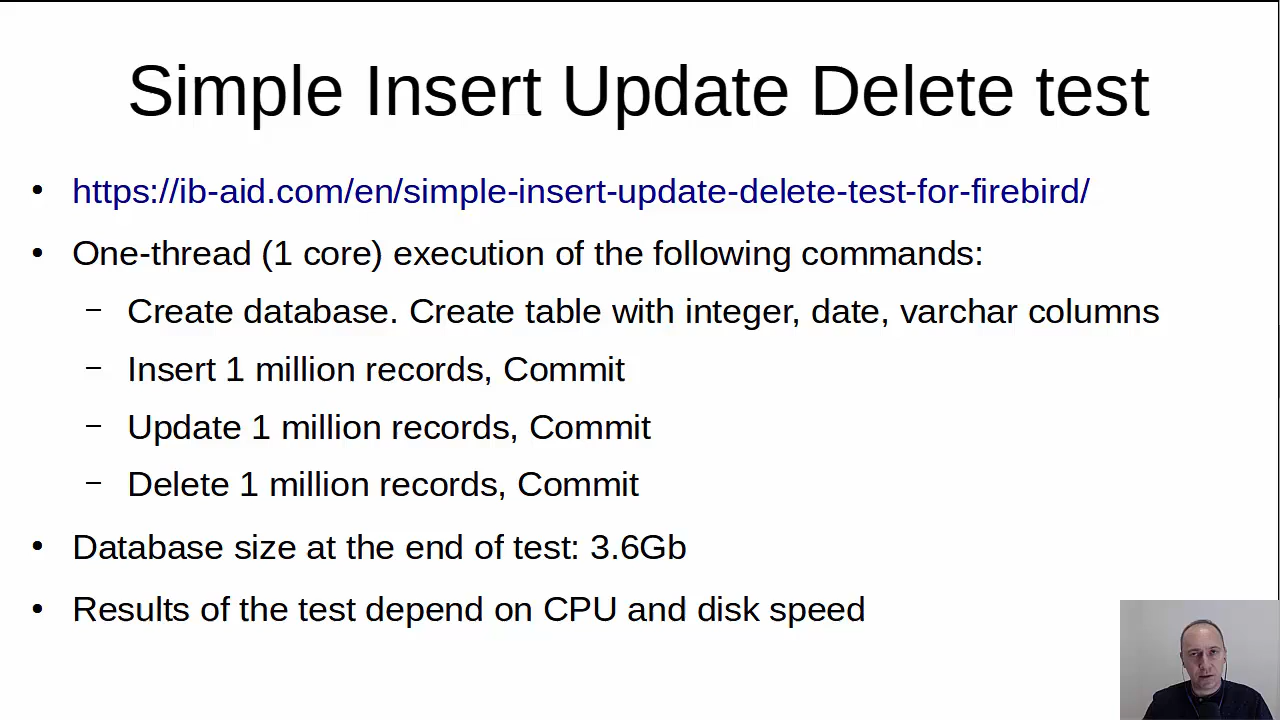 Simple Insert Update Delete test
• https://ib-aid.com/en/simple-insert-update-delete-test-for-firebird/
• One-thread (1 core) execution of the following commands:
– Create database. Create table with integer, date, varchar columns
– Insert 1 million records, Commit
– Update 1 million records, Commit
– Delete 1 million records, Commit
• Database size at the end of test: 3.6Gb
• Results of the test depend on CPU and disk speed